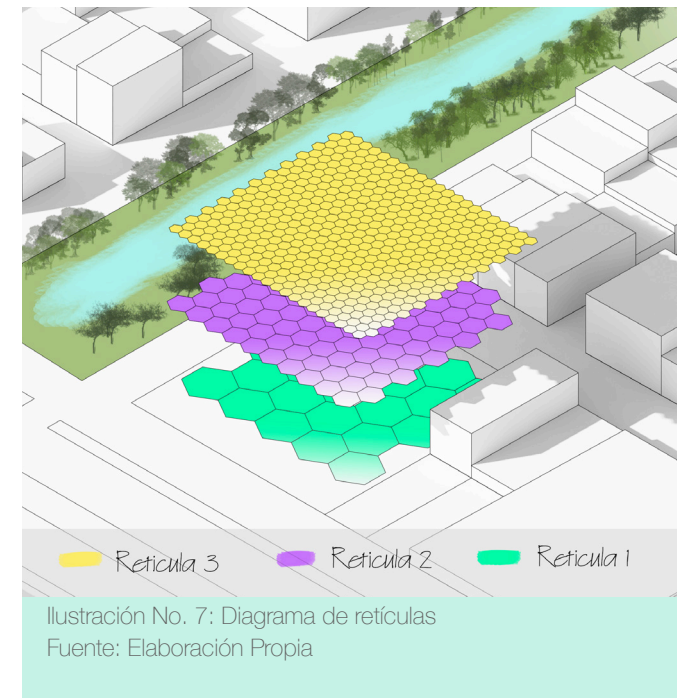 Reticula 3 Reticula 2 Reticula 1
Ilustración No. 7: Diagrama de retículas
Fuente: Elaboración Propia